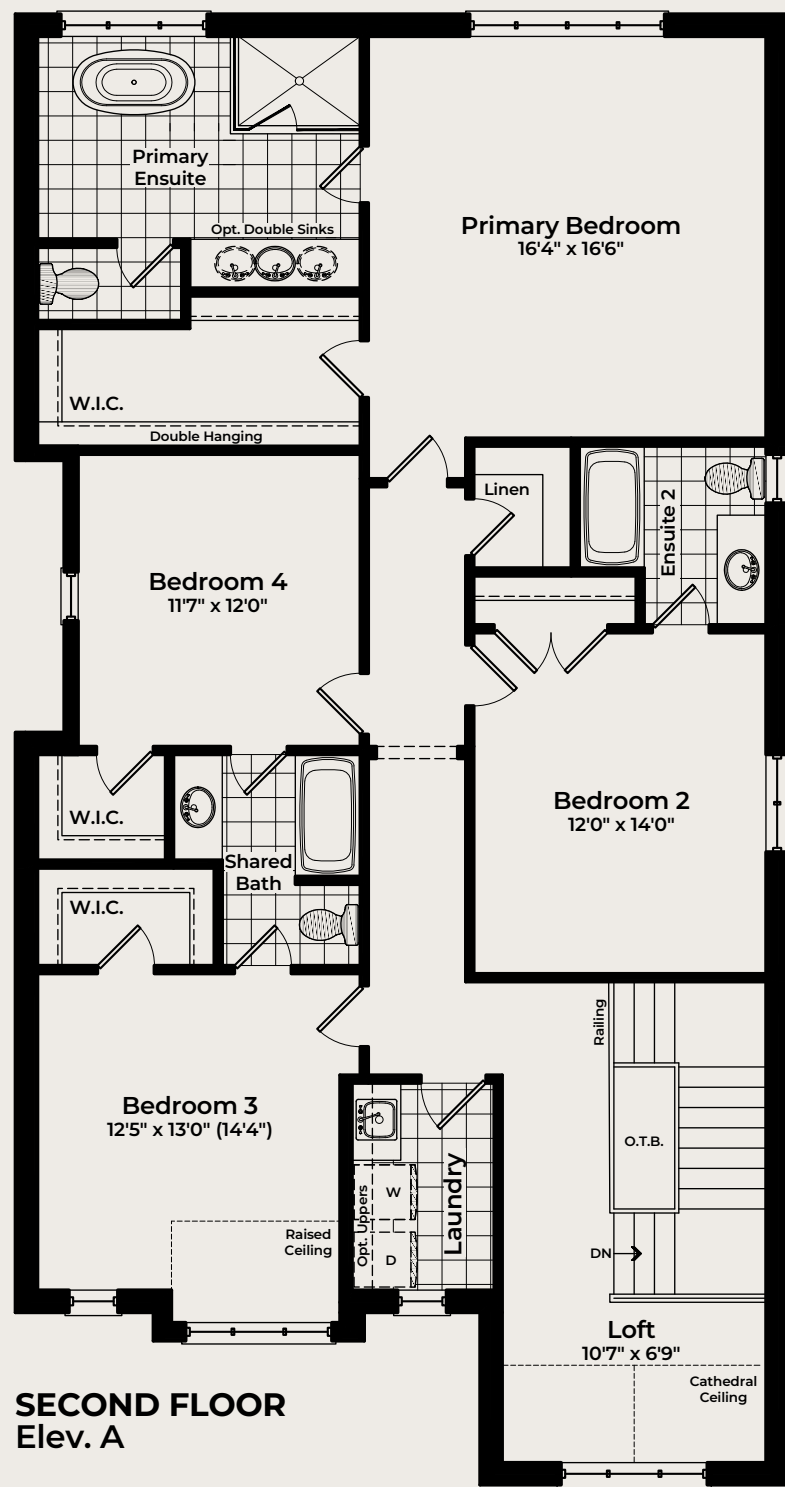 Primary
Ensuite
Opt. Double Sinks
Primary Bedroom
16'4" x 16'6"
W.I.C.
Double Hanging
Linen
Ensuite 2
Bedroom 4
11'7" x 12'0"
Bedroom 2
12'0" x 14'0"
W.I.C.
Shared
Bath
W.I.C.
Railing
Bedroom 3
12'5" x 13'0" (14'4")
O.T.B.
Laundry
Opt. Uppers
W
D
Raised
Ceiling
DN
Loft
10'7" x 6'9"
Cathedral
Ceiling
SECOND FLOOR
Elev. A